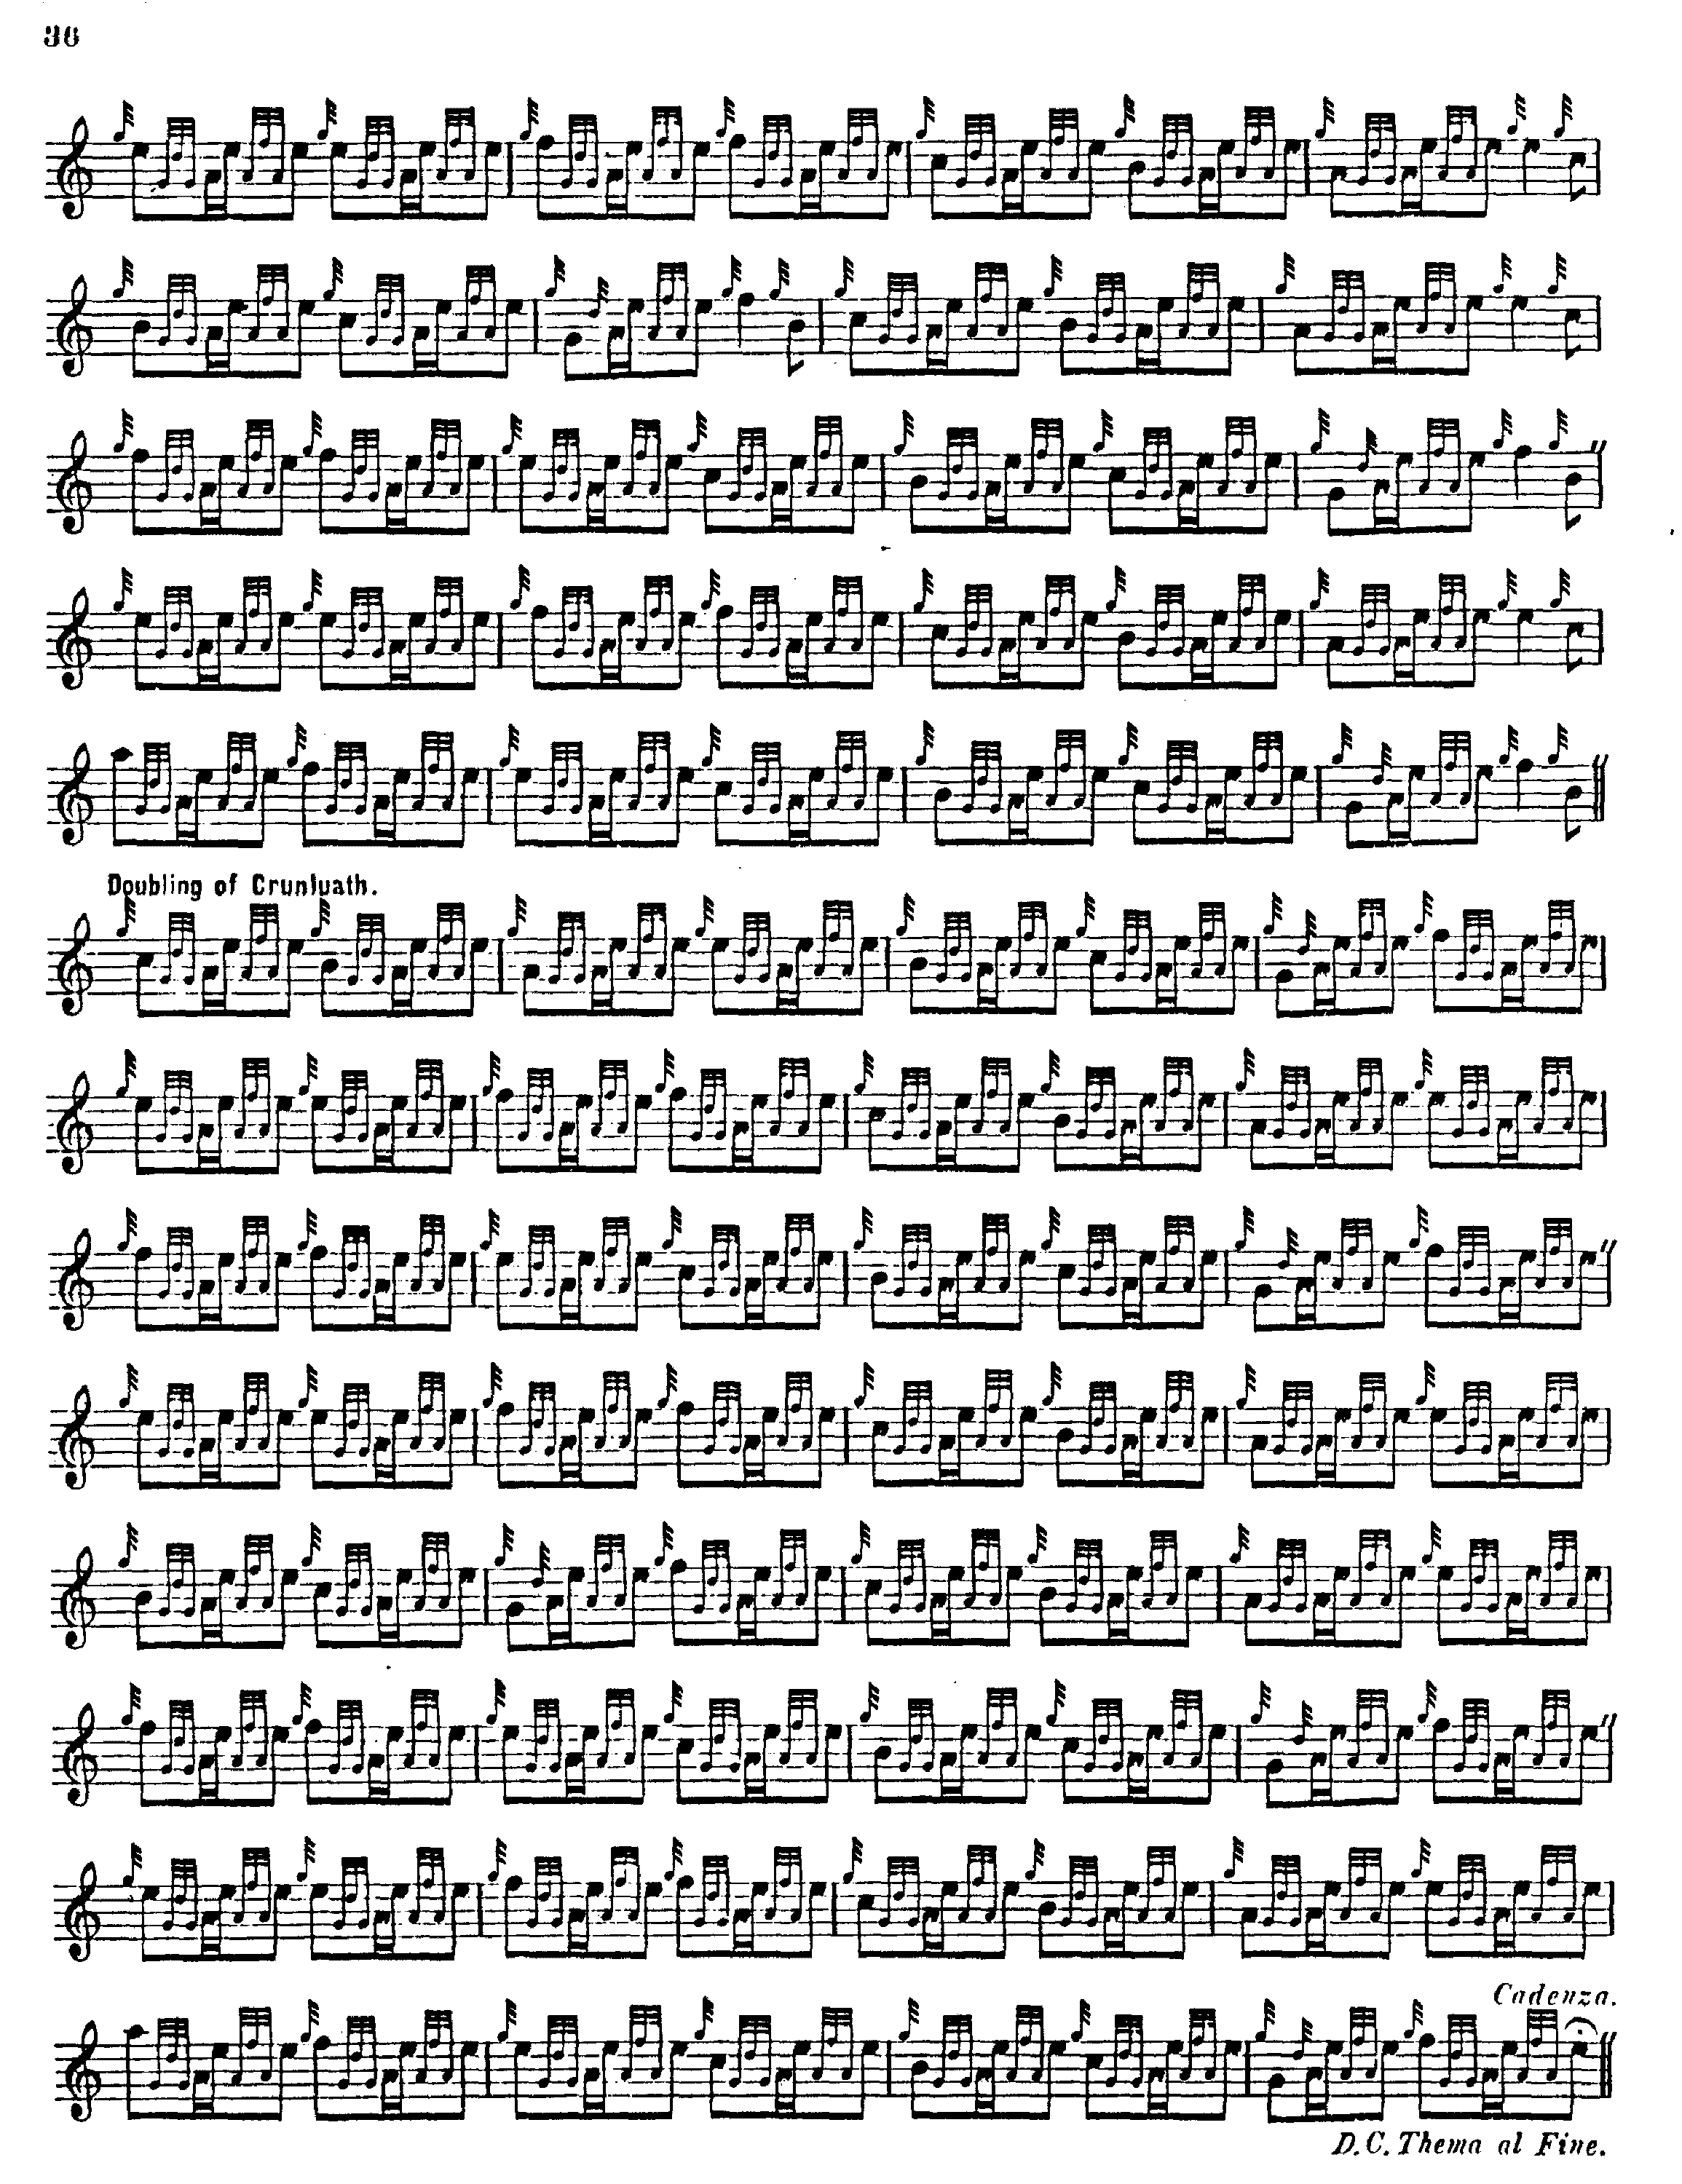 36
Doubling of Crunluath.
Cadenza.
D.C. Thema al Fine.